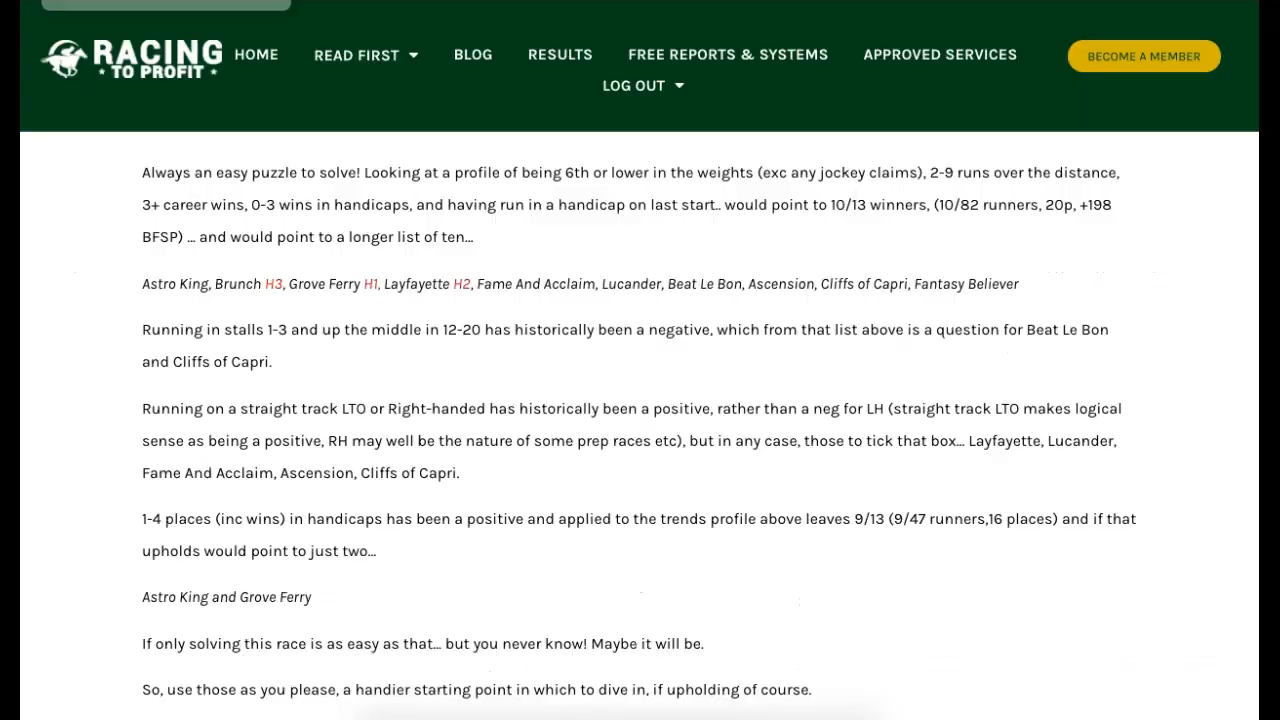 RACING
TO PROFIT
HOME
READ FIRST
BLOG
RESULTS
FREE REPORTS & SYSTEMS
APPROVED SERVICES
LOG OUT
BECOME A MEMBER
Always an easy puzzle to solve! Looking at a profile of being 6th or lower in the weights (exc any jockey claims), 2-9 runs over the distance,
3+ career wins, 0-3 wins in handicaps, and having run in a handicap on last start.. would point to 10/13 winners, (10/82 runners, 20p, +198
BFSP) ... and would point to a longer list of ten...
Astro King, Brunch H3, Grove Ferry H1, Layfayette H2, Fame And Acclaim, Lucander, Beat Le Bon, Ascension, Cliffs of Capri, Fantasy Believer
Running in stalls 1-3 and up the middle in 12-20 has historically been a negative, which from that list above is a question for Beat Le Bon
and Cliffs of Capri.
Running on a straight track LTO or Right-handed has historically been a positive, rather than a neg for LH (straight track LTO makes logical
sense as being a positive, RH may well be the nature of some prep races etc), but in any case, those to tick that box... Layfayette, Lucander,
Fame And Acclaim, Ascension, Cliffs of Capri.
1-4 places (inc wins) in handicaps has been a positive and applied to the trends profile above leaves 9/13 (9/47 runners,16 places) and if that
upholds would point to just two...
Astro King and Grove Ferry
If only solving this race is as easy as that... but you never know! Maybe it will be.
So, use those as you please, a handier starting point in which to dive in, if upholding of course.